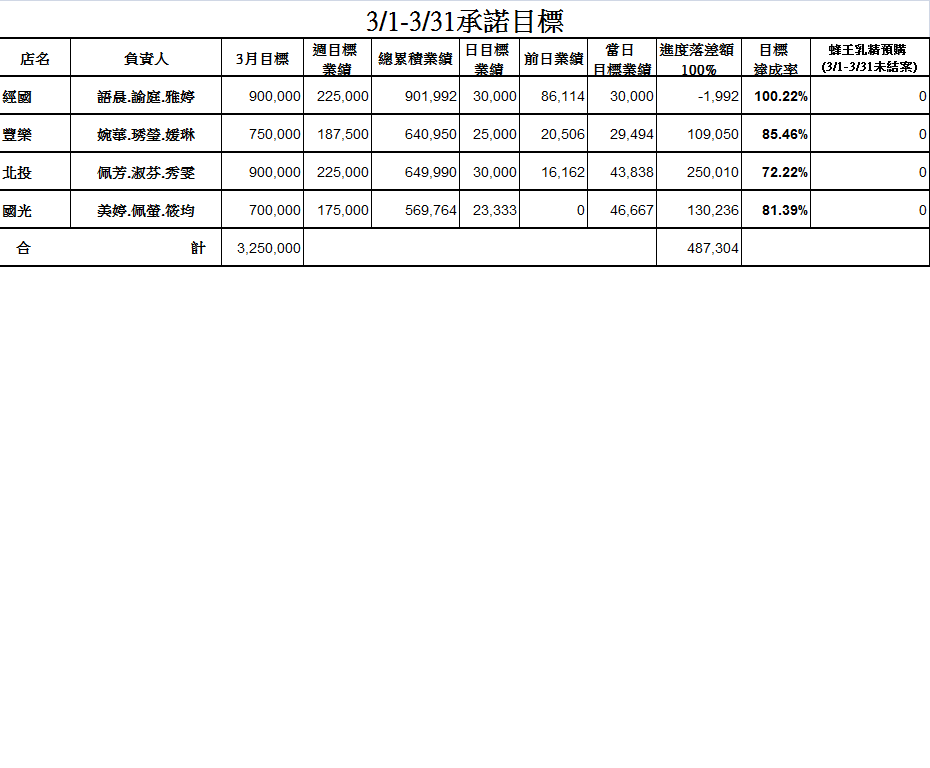 3/1-3/31承諾目標
店名 負責人 3月目標 週目標業績 總累積業績 日目標業績 前日業績 當日目標業績 進度落差額100% 目標達成率 蜂王乳精預購(3/1-3/31未結案)
經國 語晨.諭庭.雅婷 900,000 225,000 901,992 30,000 86,114 30,000 -1,992 100.22% 0
豐樂 婉華.琇瑩.媛琳 750,000 187,500 640,950 25,000 20,506 29,494 109,050 85.46% 0
北投 佩芳.淑芬.秀雯 900,000 225,000 649,990 30,000 16,162 43,838 250,010 72.22% 0
國光 美婷.佩螢.筱均 700,000 175,000 569,764 23,333 0 46,667 130,236 81.39% 0
合 計 3,250,000 487,304